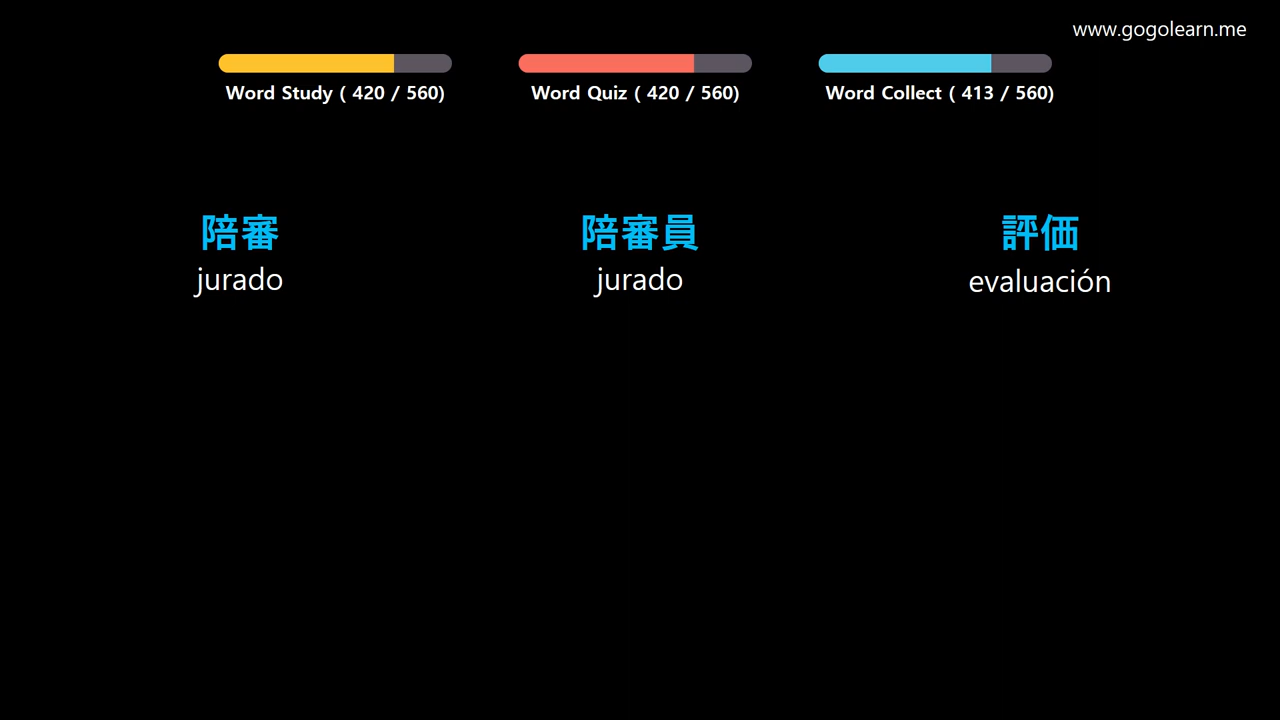 www.gogolearn.me
Word Study ( 420 / 560)
Word Quiz ( 420 / 560)
Word Collect ( 413 / 560)
陪審
jurado
陪審員
jurado
評価
evaluación